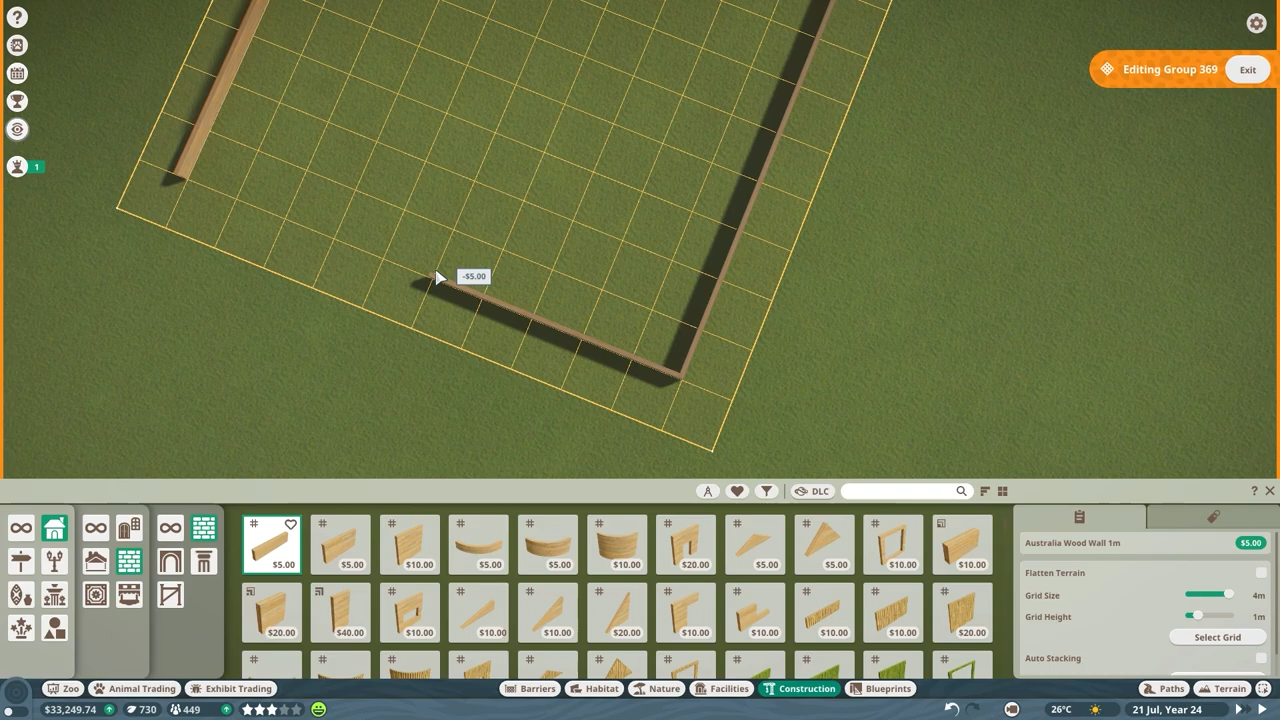 Editing Group 369
Exit
1
-$5.00
DLC
?
$5.00
$5.00
$10.00
$5.00
$5.00
$10.00
$20.00
$5.00
$5.00
$10.00
$10.00
$20.00
$40.00
$10.00
$10.00
$10.00
$20.00
$10.00
$10.00
$10.00
$10.00
$20.00
Australia Wood Wall 1m
$5.00
Flatten Terrain
Grid Size
4m
Grid Height
1m
Select Grid
Auto Stacking
Zoo
Animal Trading
Exhibit Trading
Barriers
Habitat
Nature
Facilities
Construction
Blueprints
Paths
Terrain
$33,249.74
730
449
26°C
21 Jul, Year 24